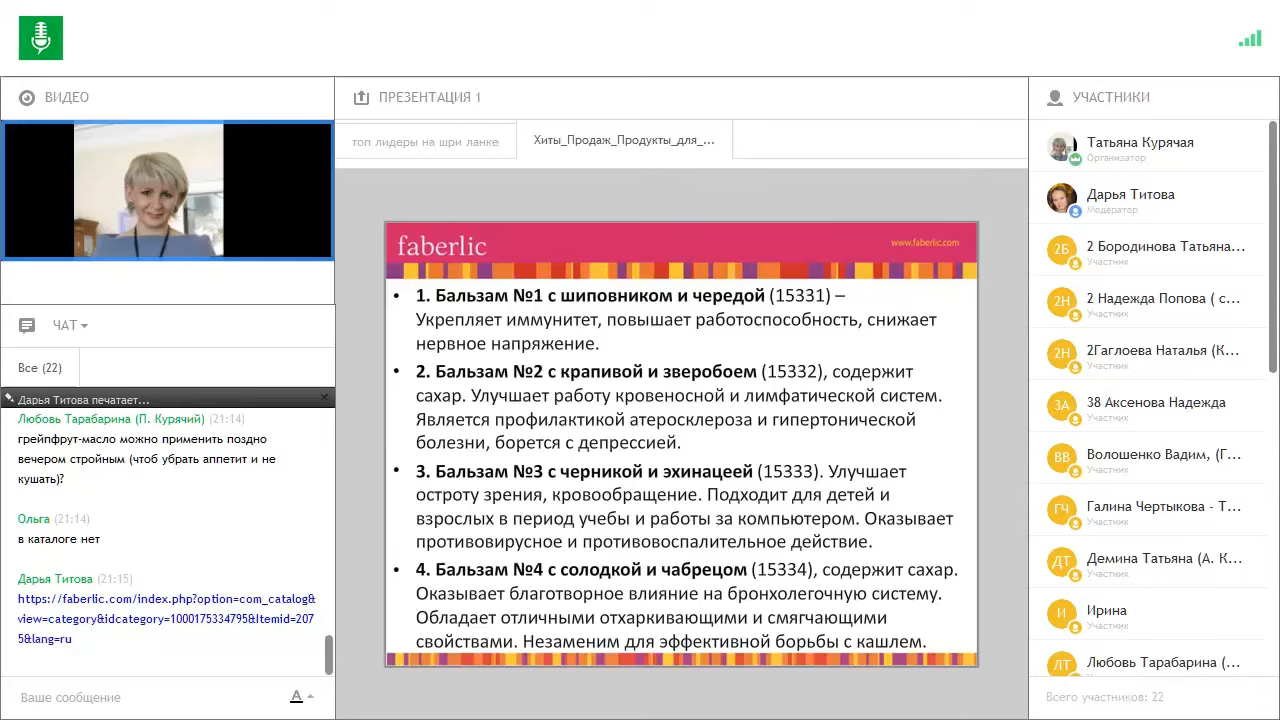 ВИДЕО
ПРЕЗЕНТАЦИЯ 1
УЧАСТНИКИ
топ лидеры на шри ланке
Хиты_Продаж_Продукты_для_...
faberlic
www.faberlic.com
• 1. Бальзам №1 с шиповником и чередой (15331) –
Укрепляет иммунитет, повышает работоспособность, снижает
нервное напряжение.
• 2. Бальзам №2 с крапивой и зверобоем (15332), содержит
сахар. Улучшает работу кровеносной и лимфатической систем.
Является профилактикой атеросклероза и гипертонической
болезни, борется с депрессией.
• 3. Бальзам №3 с черникой и эхинацеей (15333). Улучшает
остроту зрения, кровообращение. Подходит для детей и
взрослых в период учебы и работы за компьютером. Оказывает
противовирусное и противовоспалительное действие.
• 4. Бальзам №4 с солодкой и чабрецом (15334), содержит сахар.
Оказывает благотворное влияние на бронхолегочную систему.
Обладает отличными отхаркивающими и смягчающими
свойствами. Незаменим для эффективной борьбы с кашлем.
ЧАТ
Все (22)
Дарья Титова печатает...
Любовь Тарабарина (П. Курячий) (21:14)
грейпфрут-масло можно применить поздно
вечером стройным (чтоб убрать аппетит и не
кушать)?
Ольга (21:14)
в каталоге нет
Дарья Титова (21:15)
https://faberlic.com/index.php?option=com_catalog&
view=category&idcategory=1000175334795&Itemid=207
5&lang=ru
Ваше сообщение
A
Татьяна Курячая
Организатор
Дарья Титова
Модератор
2Б
2 Бородинова Татьяна...
Участник
2Н
2 Надежда Попова ( с...
Участник
2Н
2Гаглоева Наталья (К...
Участник
3А
38 Аксенова Надежда
Участник
ВВ
Волошенко Вадим, (Г...
Участник
ГЧ
Галина Чертыкова - Т...
Участник
ДТ
Демина Татьяна (А. К...
Участник
И
Ирина
Участник
ЛТ
Любовь Тарабарина (...
Всего участников: 22